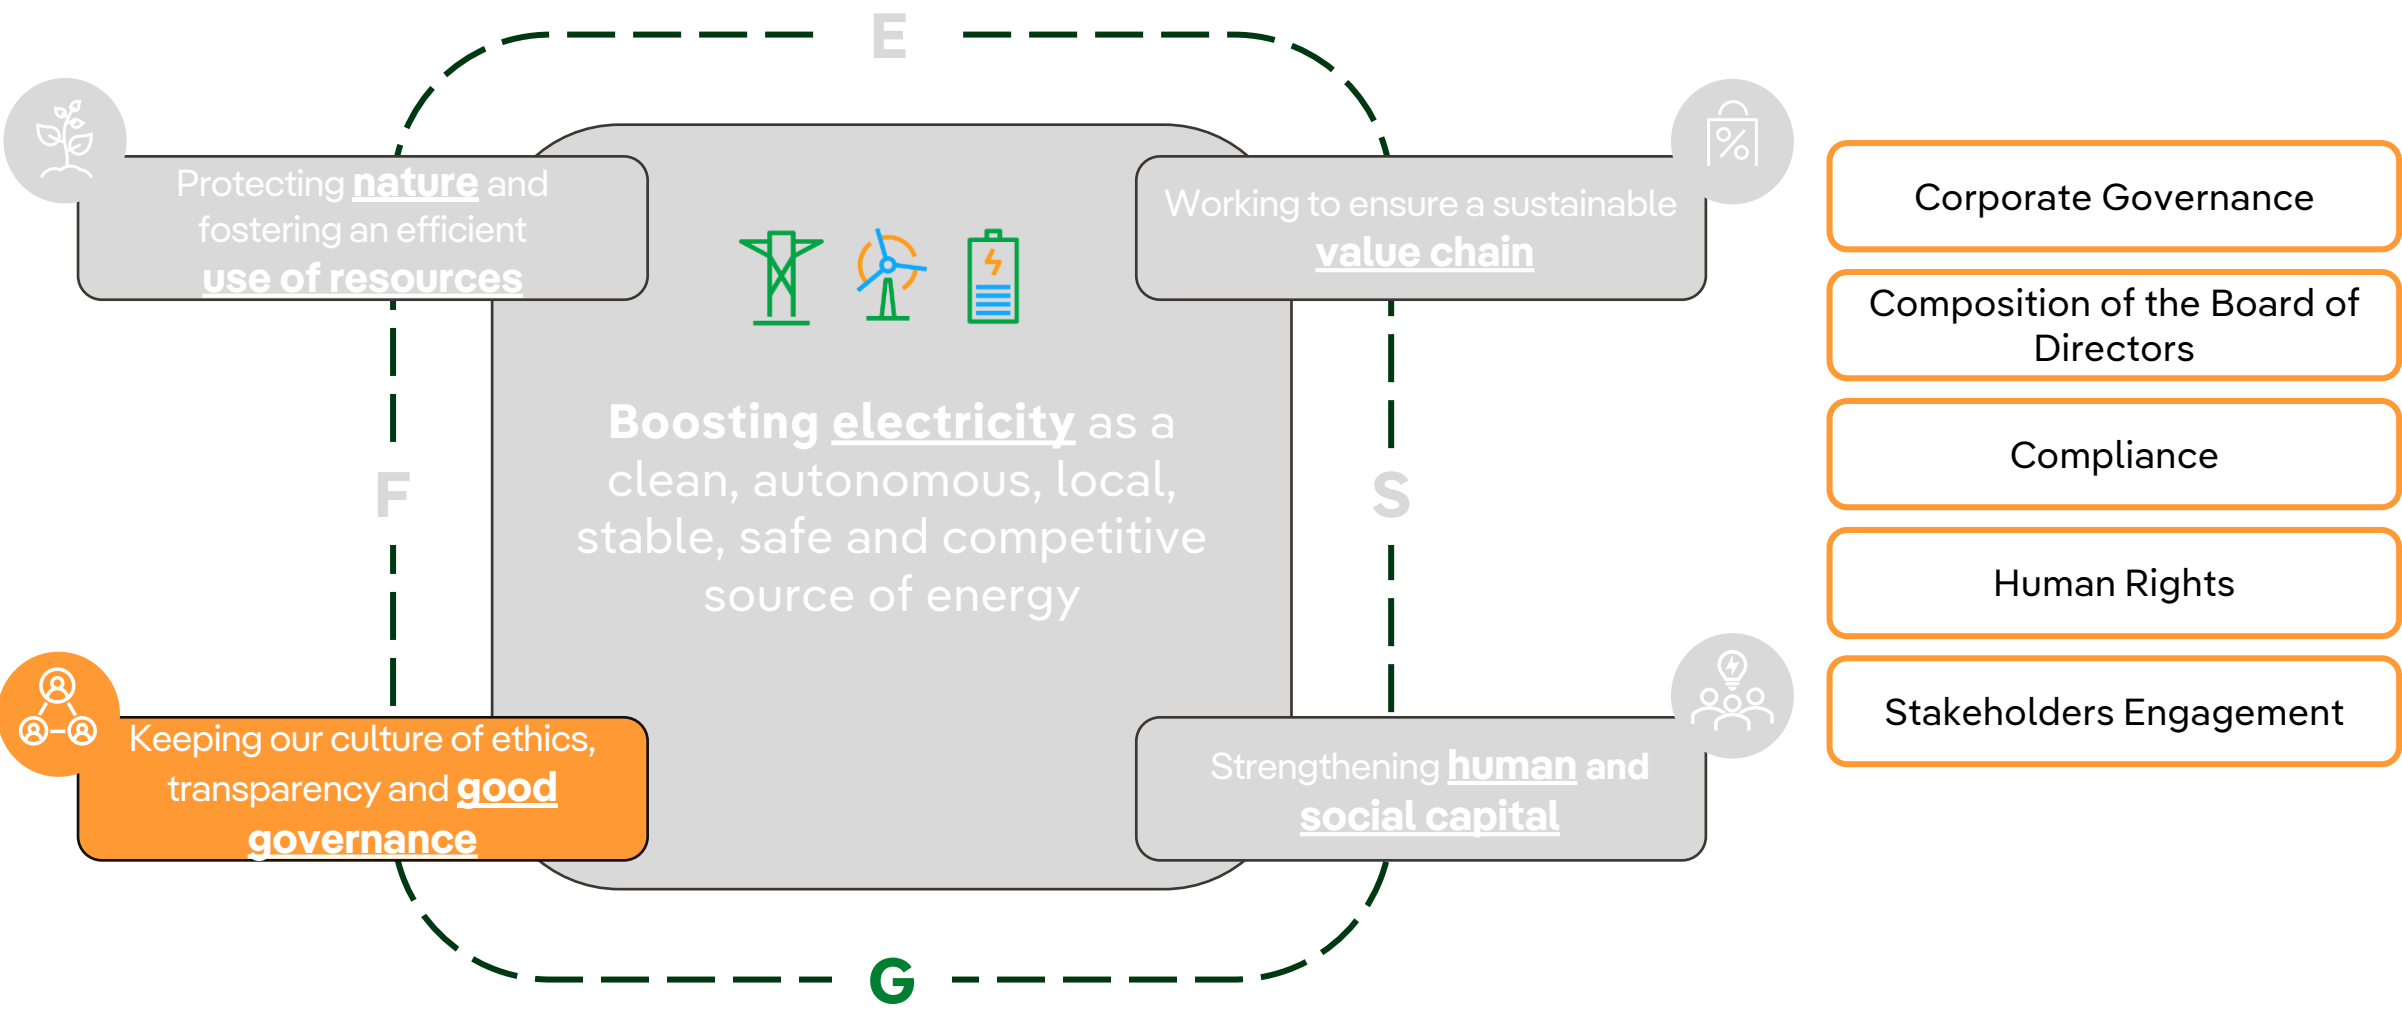 E
Protecting nature and
fostering an efficient
use of resources
Working to ensure a sustainable
value chain
%
Boosting electricity as a
clean, autonomous, local,
stable, safe and competitive
source of energy
F
S
Keeping our culture of ethics,
transparency and good
governance
Strengthening human and
social capital
G
Corporate Governance
Composition of the Board of
Directors
Compliance
Human Rights
Stakeholders Engagement